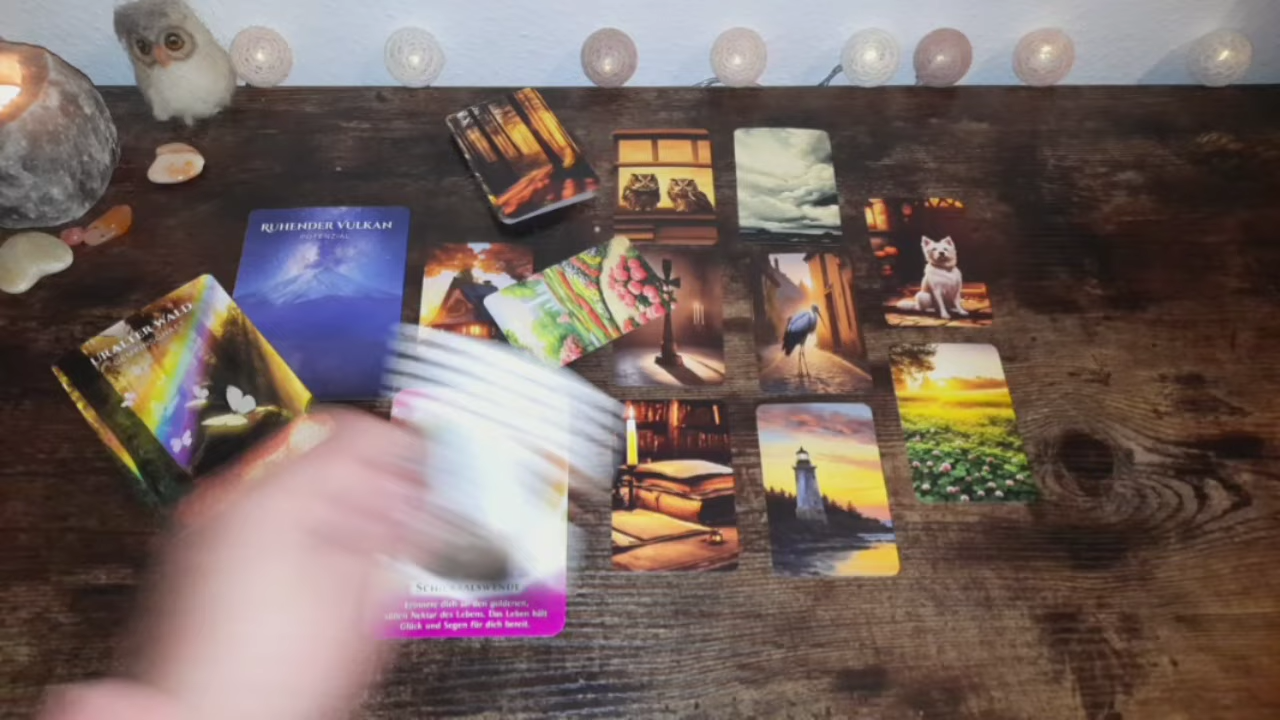 RUHENDER VULKAN
POTENZIAL
URALTER WALD
Erinnere dich an den goldenen,
Nektar des Lebens. Das Leben hält
Glück und Segen für dich bereit.